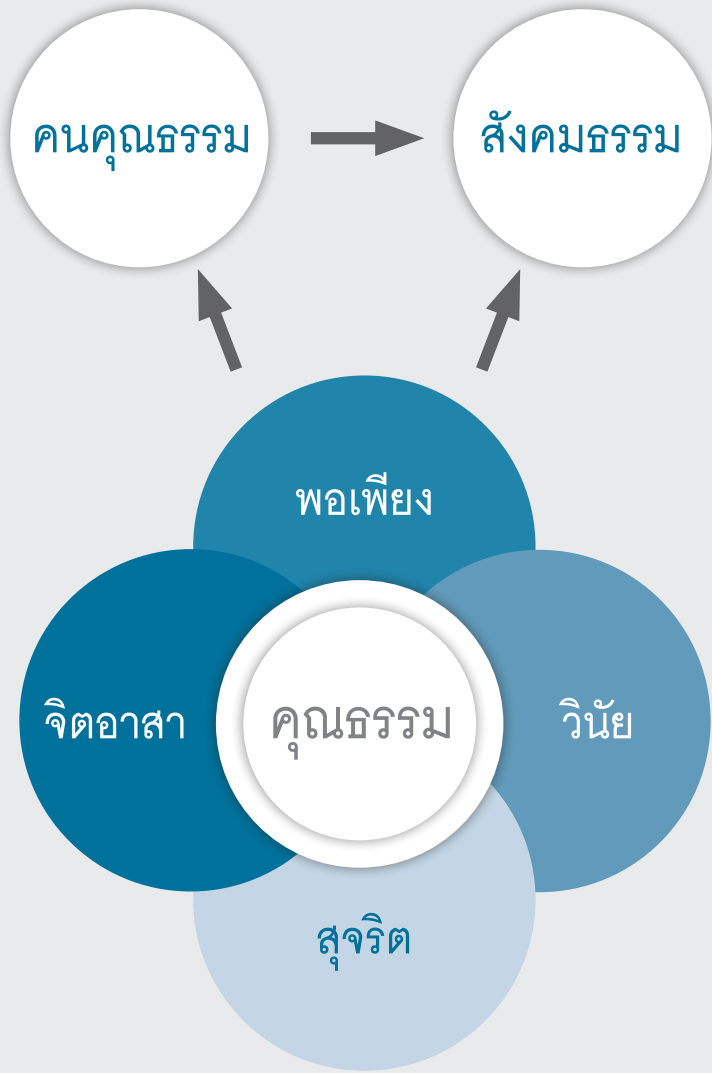 คนคุณธรรม
สังคมธรรม
พอเพียง
จิตอาสา
คุณธรรม
วินัย
สุจริต